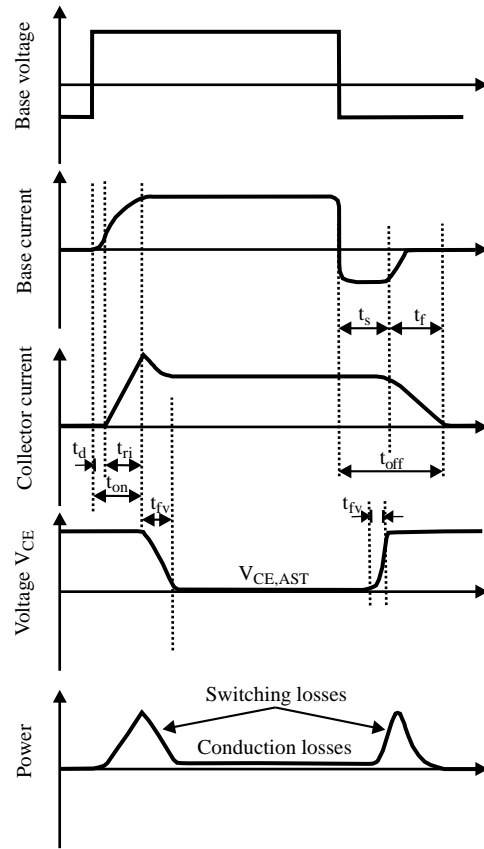 Base voltage
Base current
t_s
t_f
Collector current
t_d
t_ri
t_on
t_off
t_fv
t_fv
Voltage V_CE
V_CE,AST
Power
Switching losses
Conduction losses